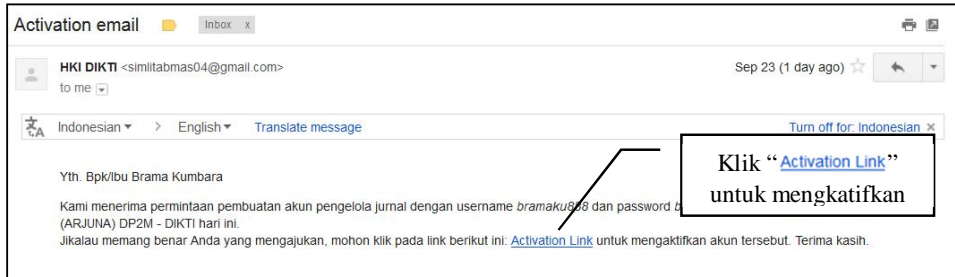 Activation email Inbox x
HKI DIKTI <simlitabmas04@gmail.com> Sep 23 (1 day ago)
to me
Indonesian > English Translate message Turn off for: Indonesian x
Klik “Activation Link”
untuk mengkatifkan
Yth. Bpk/Ibu Brama Kumbara
Kami menerima permintaan pembuatan akun pengelola jurnal dengan username bramaku888 dan password
(ARJUNA) DP2M - DIKTI hari ini.
Jikalau memang benar Anda yang mengajukan, mohon klik pada link berikut ini: Activation Link untuk mengaktifkan akun tersebut. Terima kasih.